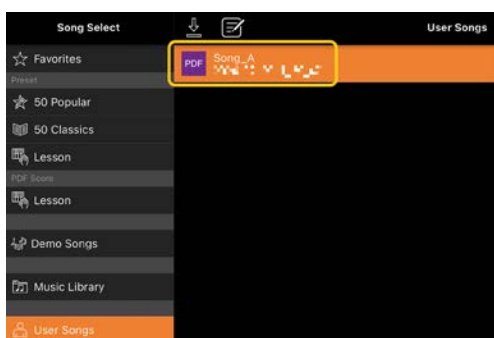 Song Select
User Songs
Favorites
Preset
50 Popular
50 Classics
Lesson
PDF Score
Lesson
Demo Songs
Music Library
User Songs
PDF
Song_A